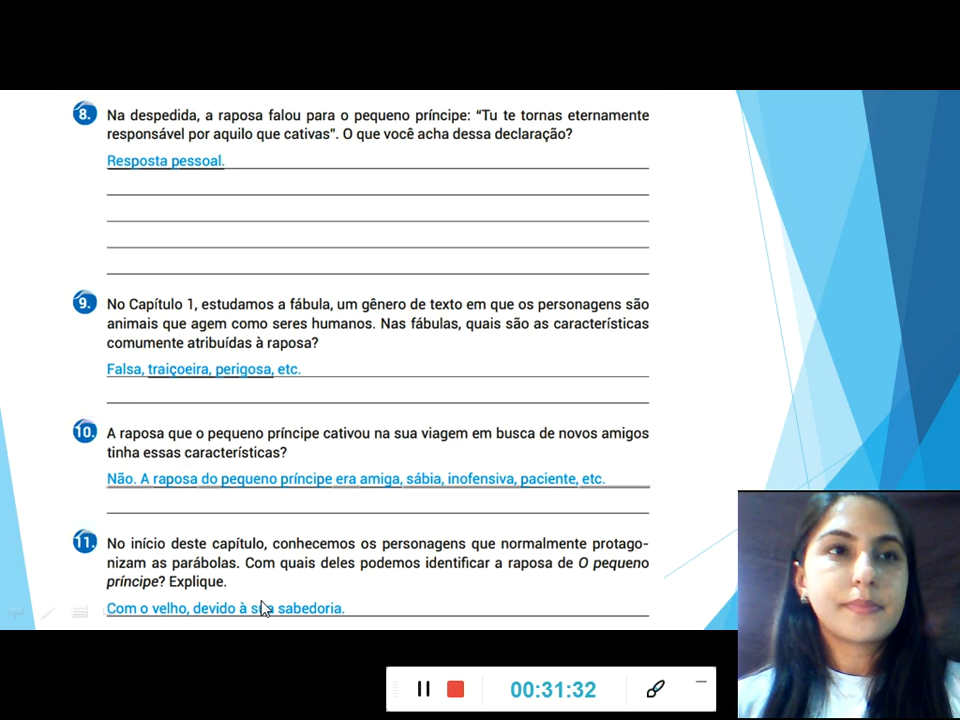 8. Na despedida, a raposa falou para o pequeno príncipe: “Tu te tornas eternamente
responsável por aquilo que cativas”. O que você acha dessa declaração?
Resposta pessoal.
9. No Capítulo 1, estudamos a fábula, um gênero de texto em que os personagens são
animais que agem como seres humanos. Nas fábulas, quais são as características
comumente atribuídas à raposa?
Falsa, traiçoeira, perigosa, etc.
10. A raposa que o pequeno príncipe cativou na sua viagem em busca de novos amigos
tinha essas características?
Não. A raposa do pequeno príncipe era amiga, sábia, inofensiva, paciente, etc.
11. No início deste capítulo, conhecemos os personagens que normalmente protago-
nizam as parábolas. Com quais deles podemos identificar a raposa de O pequeno
príncipe? Explique.
Com o velho, devido à sua sabedoria.
00:31:32